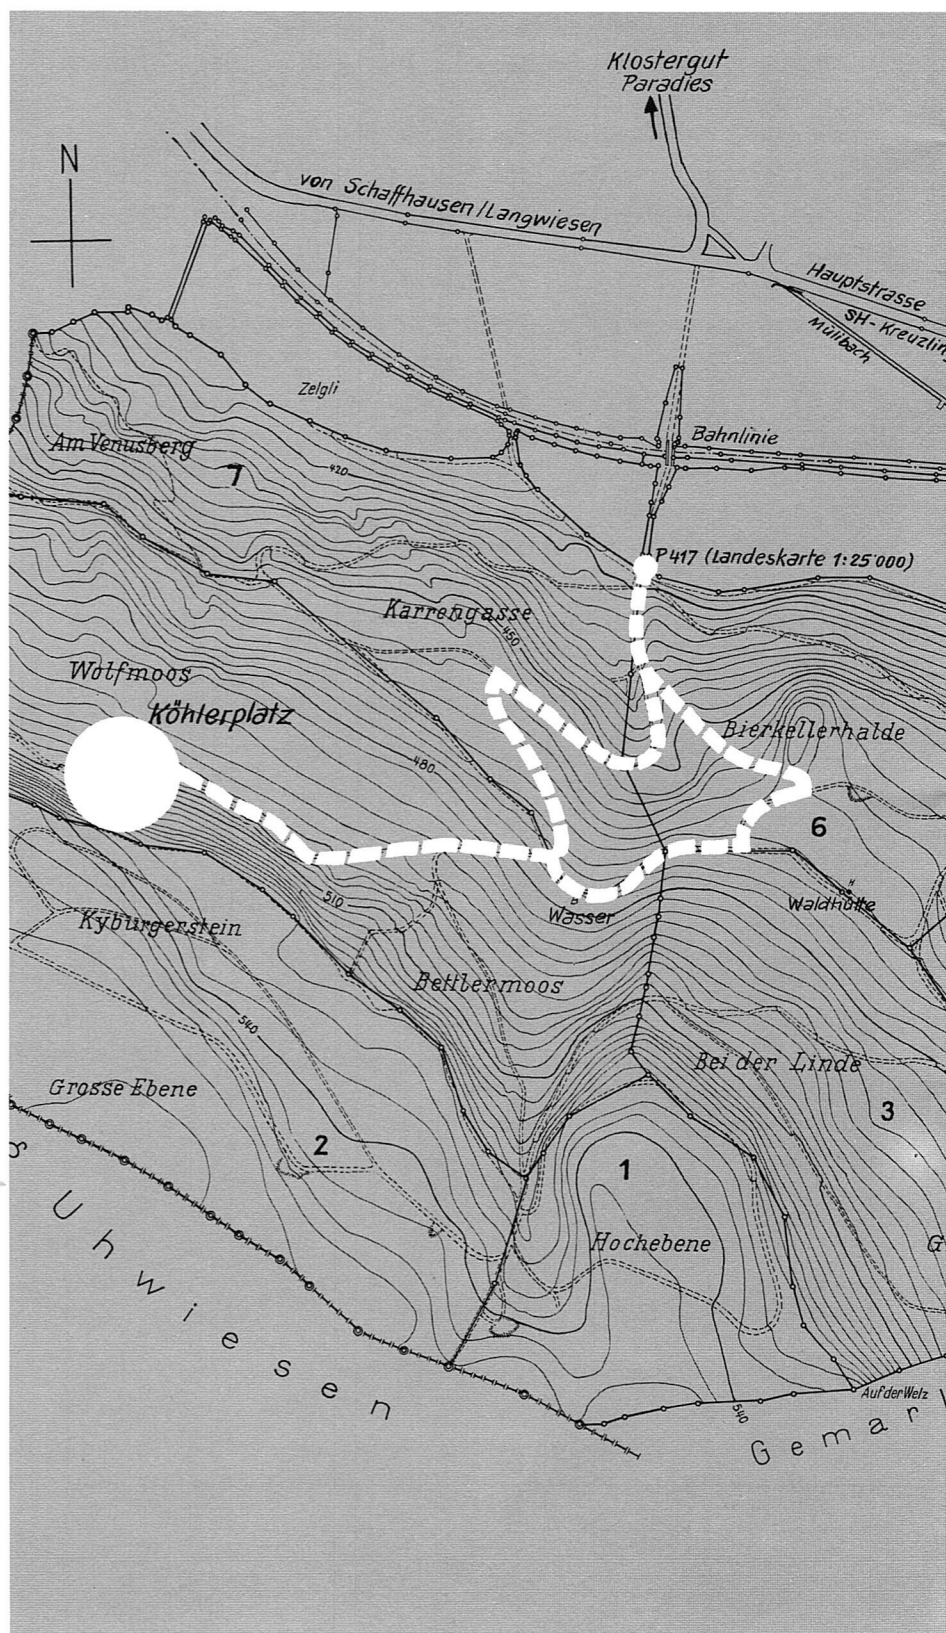 Klostergut
Paradies
N
von Schaffhausen/Langwiesen
Hauptstrasse
SH-Kreuzlin
Mülibach
Zelgli
Bahnlinie
Am Venusberg
7
420
P417 (Landeskarte 1:25'000)
Karrengasse
450
Wolfmoos
Köhlerplatz
Bierkellerhalde
480
6
510
Waldhütte
Wasser
Kyburgerstein
Bettlermoos
540
Bei der Linde
Grosse Ebene
3
2
1
Hochebene
G
Uhwiesen
Auf der Welz
540
Gemar